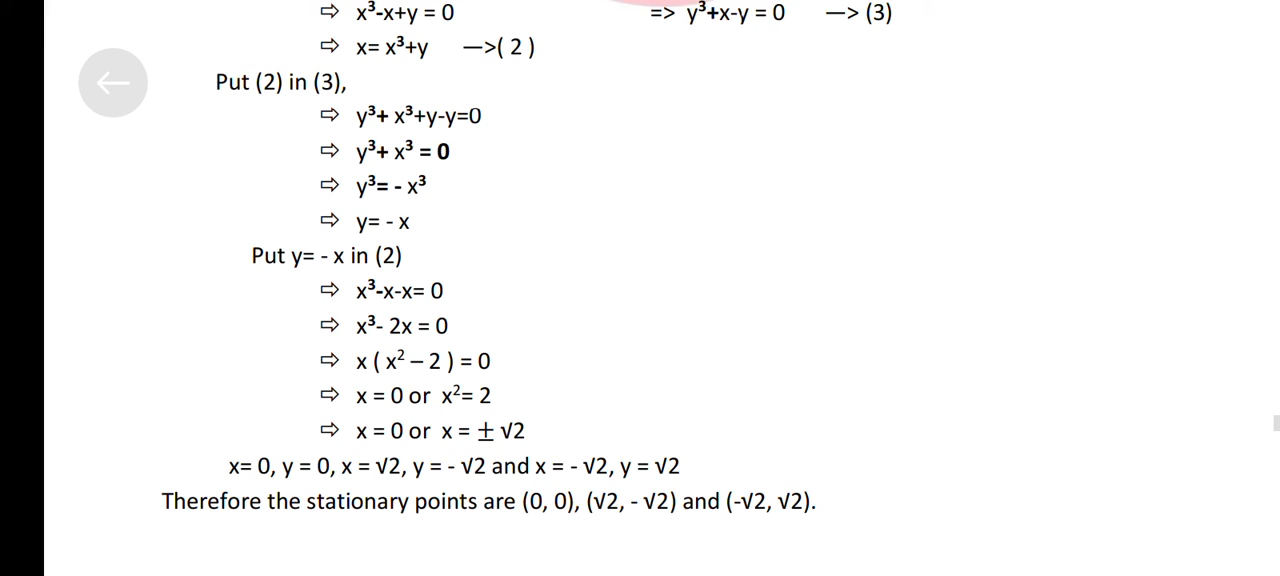 ⇨ x³-x+y = 0 => y³+x-y = 0 —> (3)
⇨ x= x³+y —>( 2 )
Put (2) in (3),
⇨ y³+ x³+y-y=0
⇨ y³+ x³ = 0
⇨ y³= - x³
⇨ y= - x
Put y= - x in (2)
⇨ x³-x-x= 0
⇨ x³- 2x = 0
⇨ x ( x² – 2 ) = 0
⇨ x = 0 or x²= 2
⇨ x = 0 or x = ± √2
x= 0, y = 0, x = √2, y = - √2 and x = - √2, y = √2
Therefore the stationary points are (0, 0), (√2, - √2) and (-√2, √2).